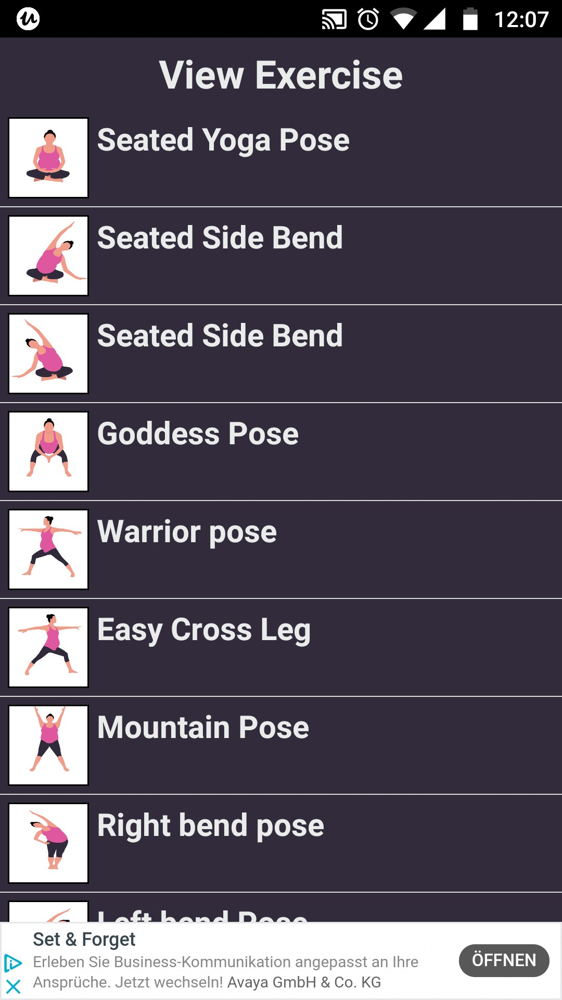 12:07
View Exercise
Seated Yoga Pose
Seated Side Bend
Seated Side Bend
Goddess Pose
Warrior pose
Easy Cross Leg
Mountain Pose
Right bend pose
Left bend Pose
Set & Forget
Erleben Sie Business-Kommunikation angepasst an Ihre
Ansprüche. Jetzt wechseln! Avaya GmbH & Co. KG
ÖFFNEN